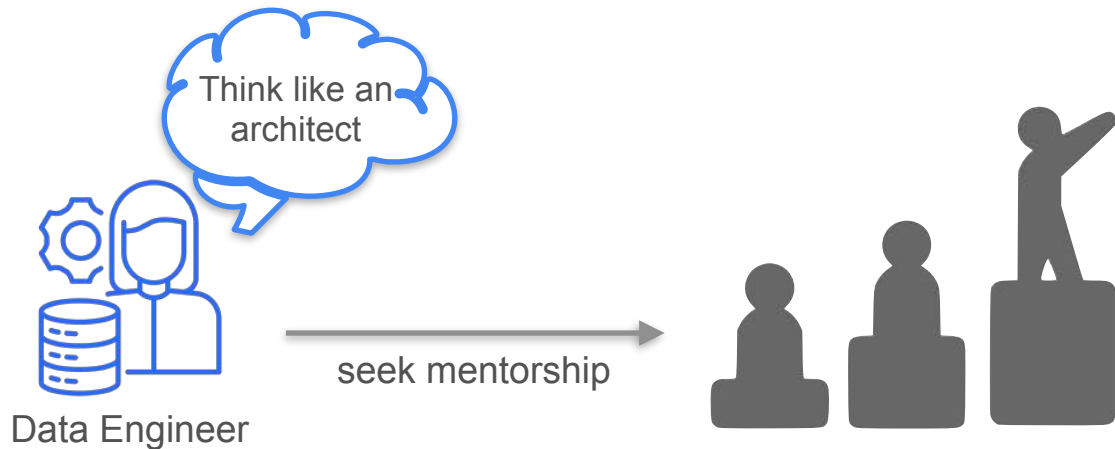 Think like an
architect
seek mentorship
Data Engineer